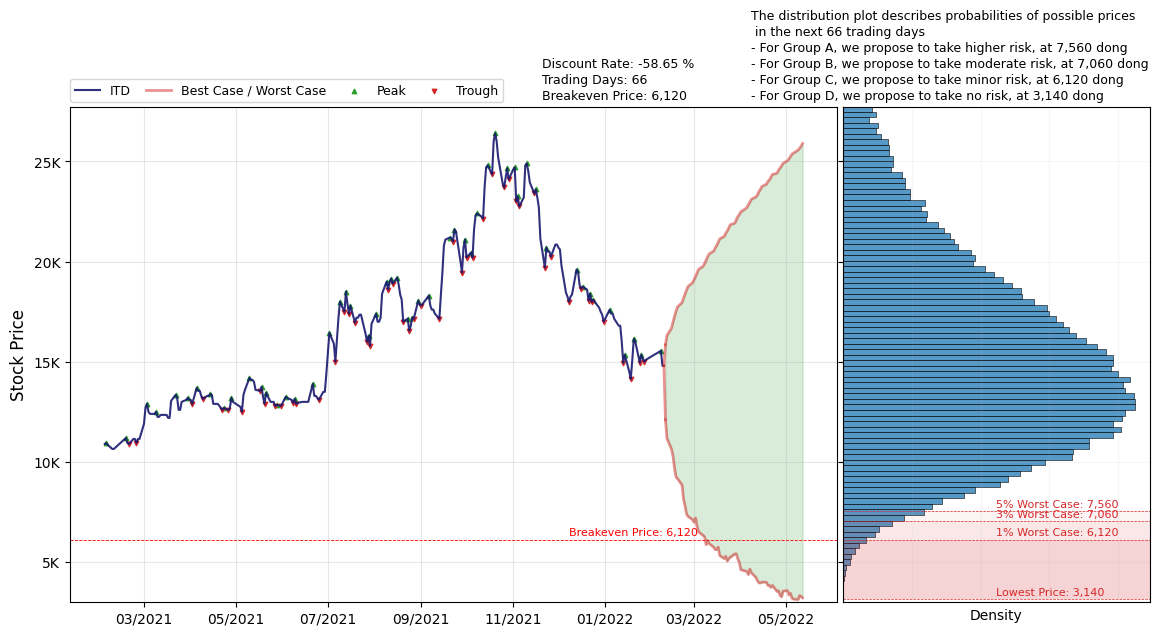 The distribution plot describes probabilities of possible prices
in the next 66 trading days
- For Group A, we propose to take higher risk, at 7,560 dong
- For Group B, we propose to take moderate risk, at 7,060 dong
- For Group C, we propose to take minor risk, at 6,120 dong
- For Group D, we propose to take no risk, at 3,140 dong
Discount Rate: -58.65 %
Trading Days: 66
Breakeven Price: 6,120
ITD
Best Case / Worst Case
Peak
Trough
Stock Price
25K
20K
15K
10K
5K
Breakeven Price: 6,120
5% Worst Case: 7,560
3% Worst Case: 7,060
1% Worst Case: 6,120
Lowest Price: 3,140
03/2021
05/2021
07/2021
09/2021
11/2021
01/2022
03/2022
05/2022
Density